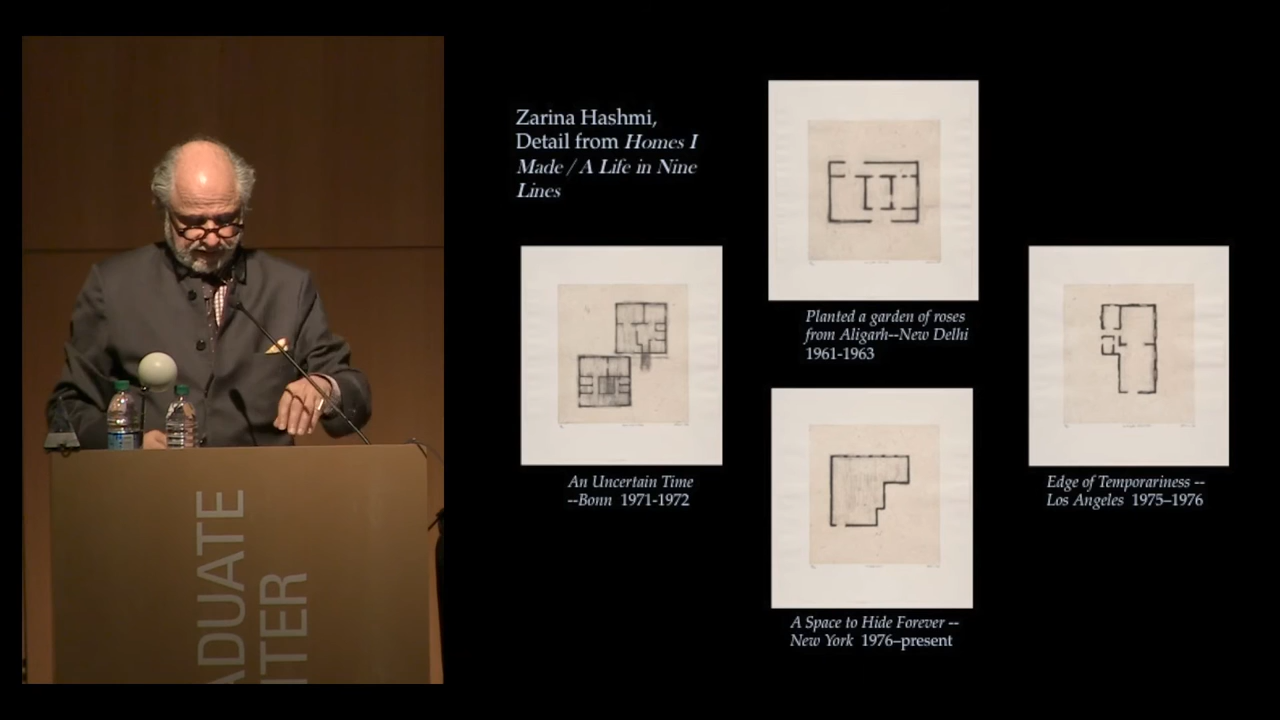 Zarina Hashmi,
Detail from Homes I
Made / A Life in Nine
Lines
Planted a garden of roses
from Aligarh--New Delhi
1961-1963
An Uncertain Time
--Bonn 1971-1972
Edge of Temporariness --
Los Angeles 1975–1976
A Space to Hide Forever --
New York 1976–present
ADUATE
TER